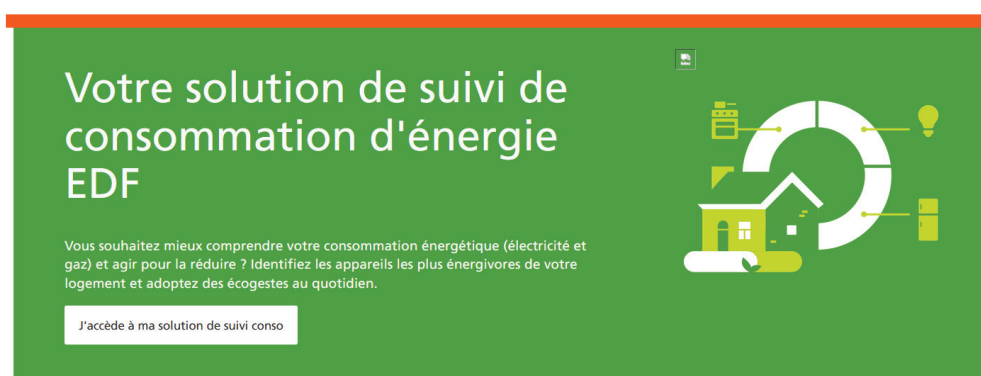 Votre solution de suivi de
consommation d'énergie
EDF
Vous souhaitez mieux comprendre votre consommation énergétique (électricité et
gaz) et agir pour la réduire ? Identifiez les appareils les plus énergivores de votre
logement et adoptez des écogestes au quotidien.
J'accède à ma solution de suivi conso